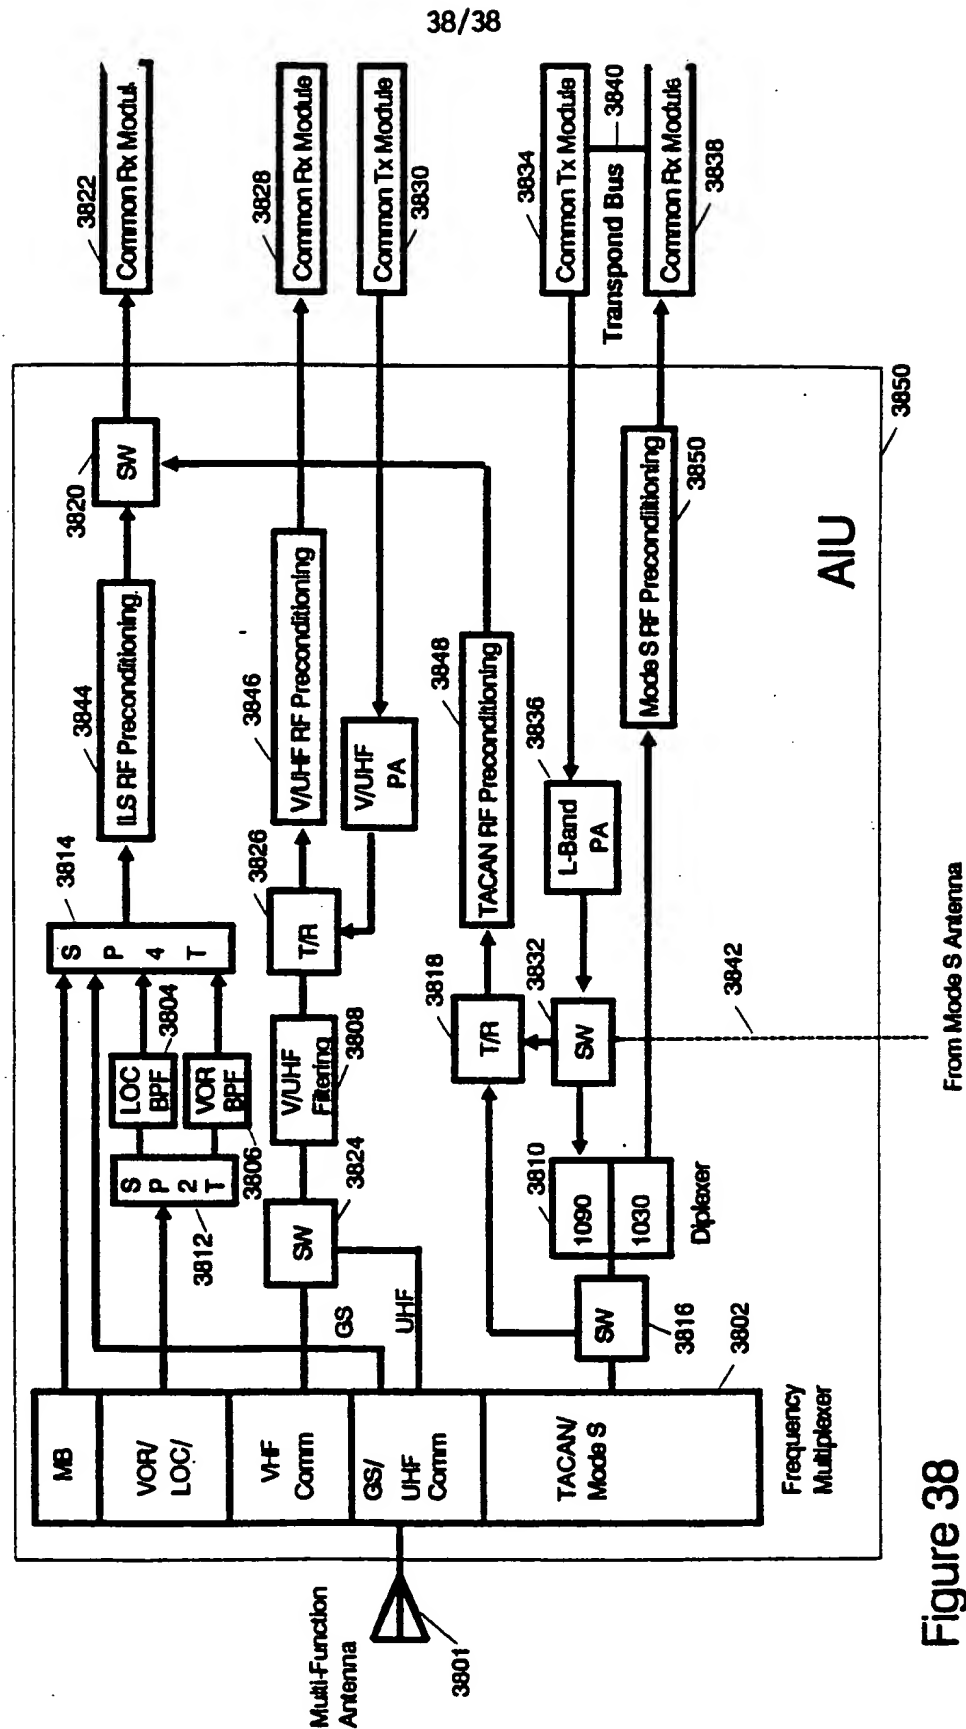 38/38
3822
Common Rx Modul
3828
Common Rx Module
Common Tx Module
3830
3834
Common Tx Module
3840
Transpond Bus
Common Rx Module
3838
3820
SW
3844
ILS RF Preconditioning.
3814
S P 4 T
3804
LOC BPF
VOR BPF
3806
S P 2 T
3812
3846
V/UHF RF Preconditioning
V/UHF PA
3826
T/R
3808
V/UHF Filtering
3824
SW
GS
UHF
3848
TACAN RF Preconditioning
3818
T/R
3836
L-Band PA
3832
SW
3842
From Mode S Antenna
3810
1090
1030
Diplexer
SW
3816
3802
Mode S RF Preconditiitioning
3850
3850
AIU
MB
VOR/
LOC/
VHF
Comm
GS/
UHF
Comm
TACAN/
Mode S
Frequency
Multiplexer
Multi-Function
Antenna
3801
Figure 38